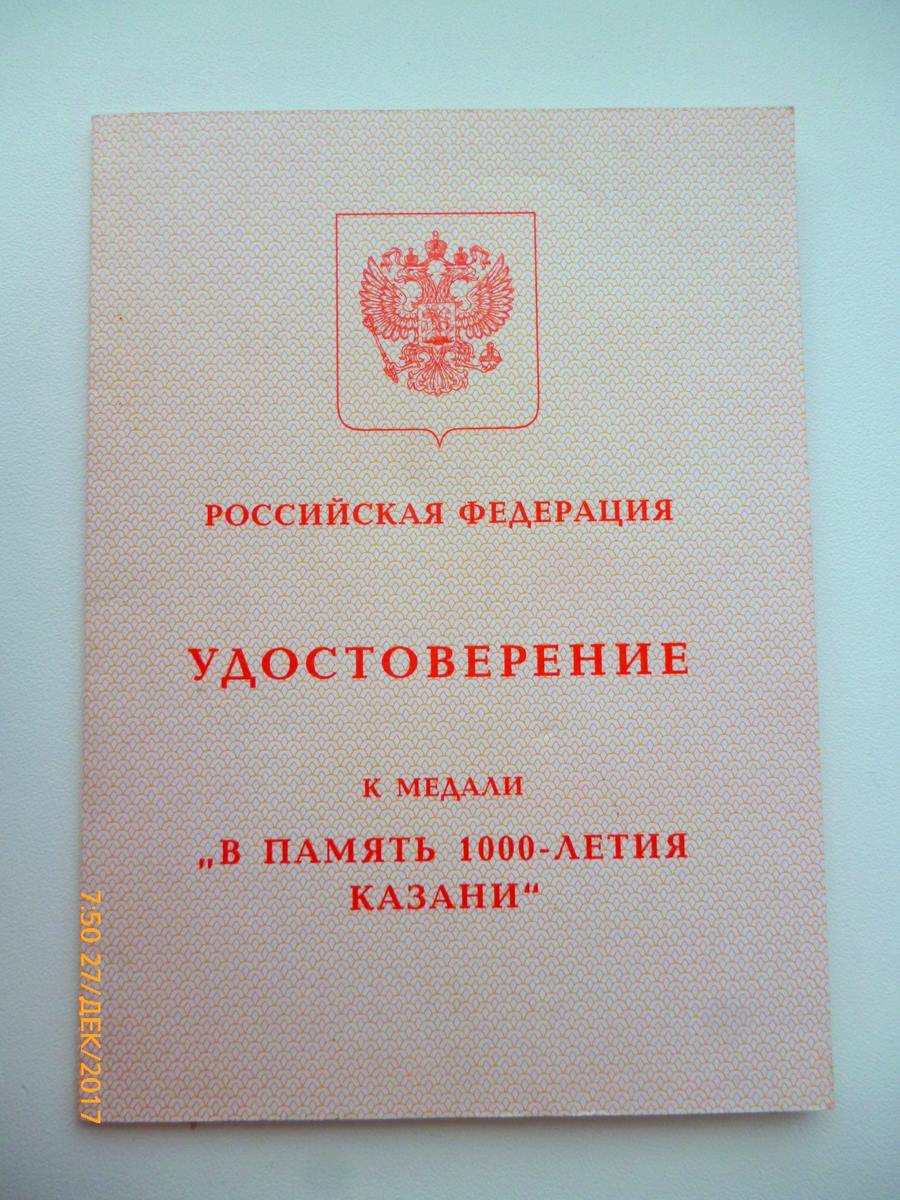 РОССИЙСКАЯ ФЕДЕРАЦИЯ
УДОСТОВЕРЕНИЕ
К МЕДАЛИ
„В ПАМЯТЬ 1000-ЛЕТИЯ
КАЗАНИ“
7:50 27/ДЕК/2017